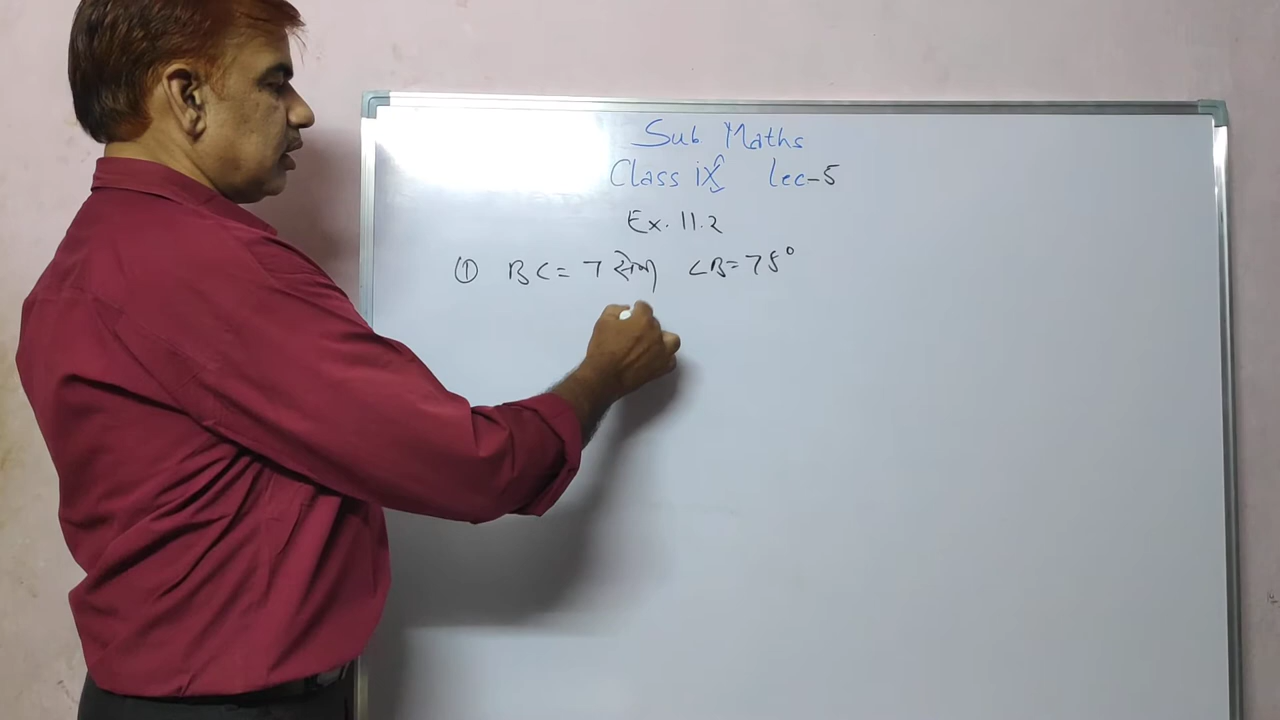 Sub. Maths
Class IX Lec-5
Ex. 11.2
① BC = 7 सेमी ∠B = 75°